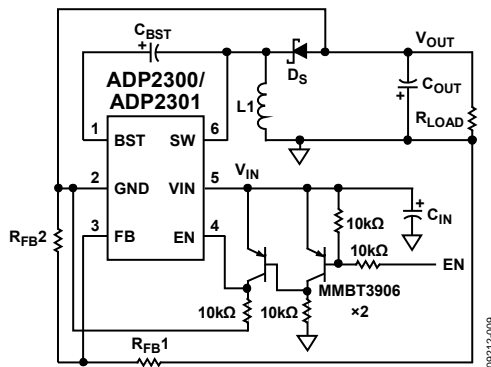 CBST
VOUT
ADP2300/
ADP2301
DS
COUT
L1
RLOAD
1
BST
SW
6
2
GND
VIN
5
VIN
3
FB
EN
4
CIN
RFB2
10kΩ
10kΩ
EN
MMBT3906
×2
10kΩ
10kΩ
RFB1
09212-009